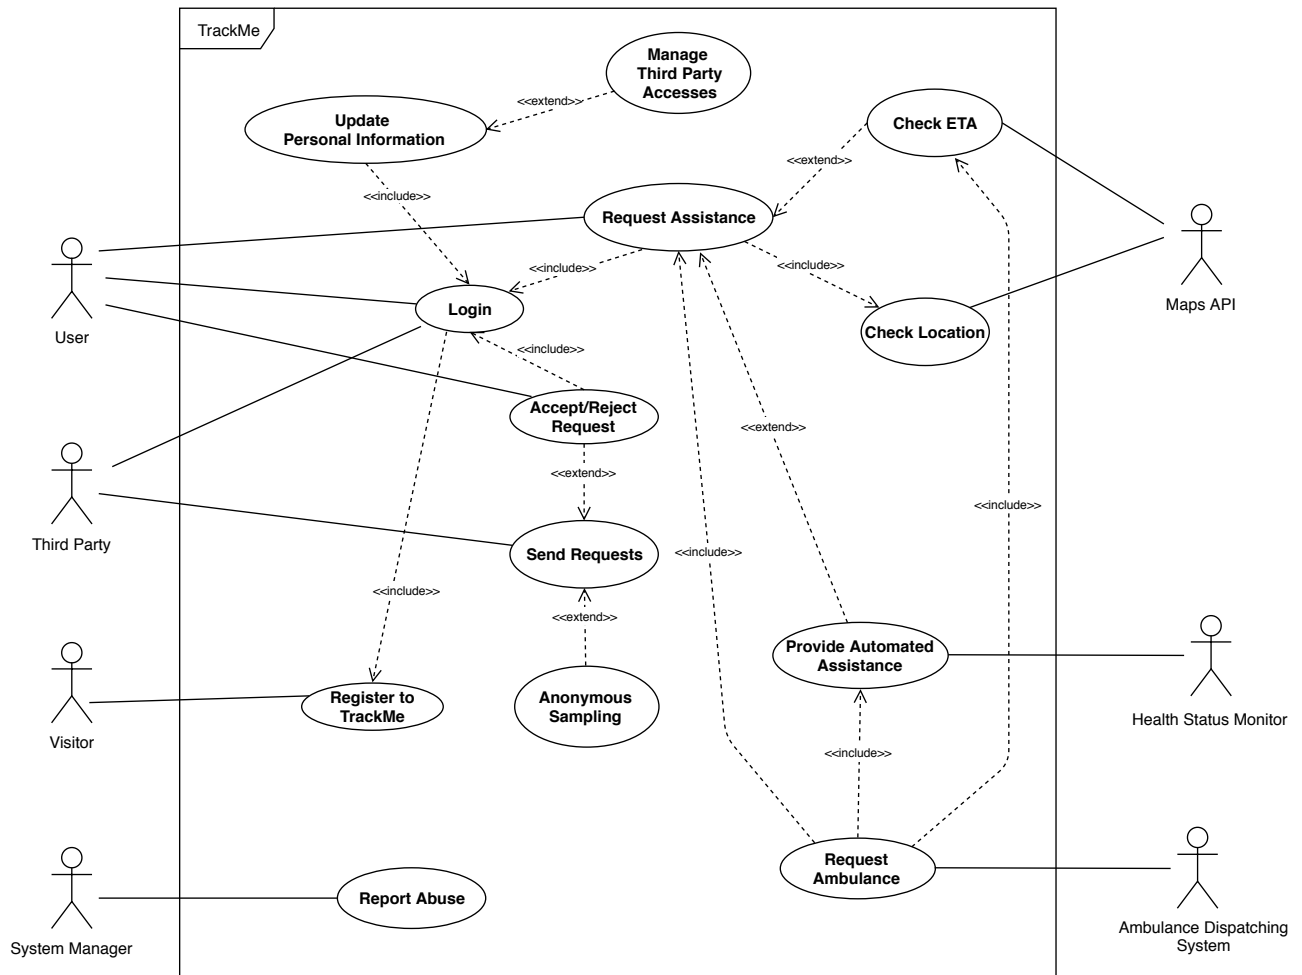 TrackMe
Manage
Third Party
Accesses
<<extend>>
Update
Personal Information
Check ETA
<<extend>>
<<include>>
Request Assistance
<<include>>
<<include>>
Login
User
Maps API
Check Location
<<include>>
Accept/Reject
Request
<<extend>>
<<extend>>
<<include>>
Third Party
Send Requests
<<include>>
<<include>>
<<extend>>
Provide Automated
Assistance
Register to
TrackMe
Anonymous
Sampling
Visitor
Health Status Monitor
<<include>>
Request
Ambulance
Report Abuse
System Manager
Ambulance Dispatching
System